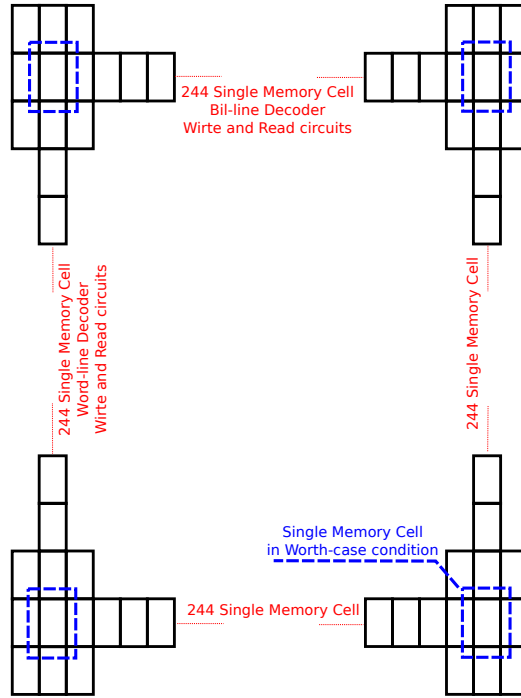 244 Single Memory Cell
Bil-line Decoder
Wirte and Read circuits
244 Single Memory Cell
Word-line Decoder
Wirte and Read circuits
244 Single Memory Cell
Single Memory Cell
in Worth-case condition
244 Single Memory Cell